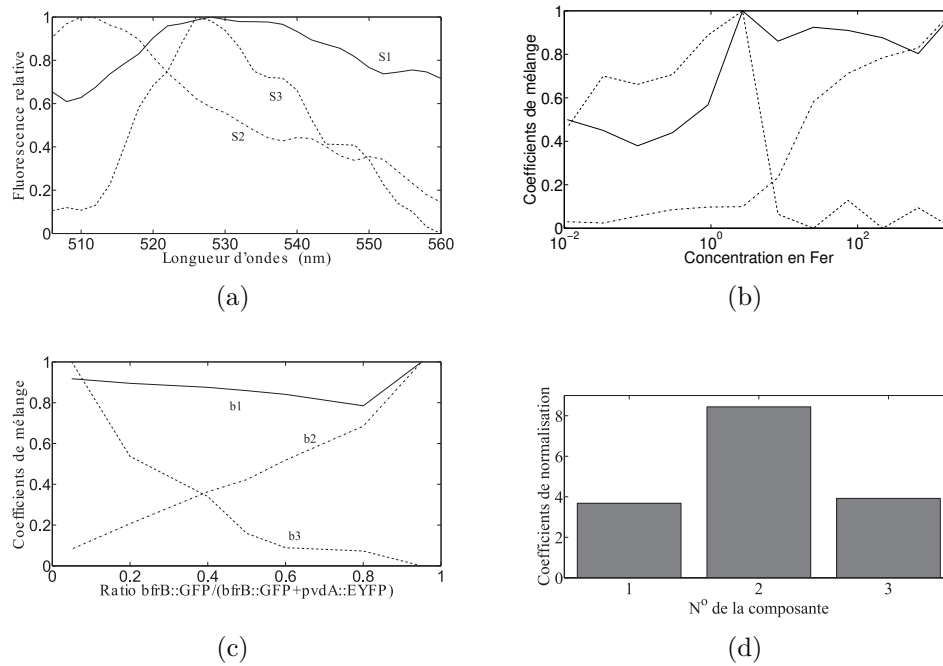 1
0.8
0.6
0.4
0.2
0
Fluorescence relative
S1
S3
S2
510 520 530 540 550 560
Longueur d'ondes (nm)
(a)
1
0.8
0.6
0.4
0.2
0
Coefficients de mélange
10⁻² 10⁰ 10²
Concentration en Fer
(b)
1
0.8
0.6
0.4
0.2
0
Coefficients de mélange
b1
b2
b3
0 0.2 0.4 0.6 0.8 1
Ratio bfrB::GFP/(bfrB::GFP+pvdA::EYFP)
(c)
8
6
4
2
0
Coefficients de normalisation
1 2 3
N° de la composante
(d)